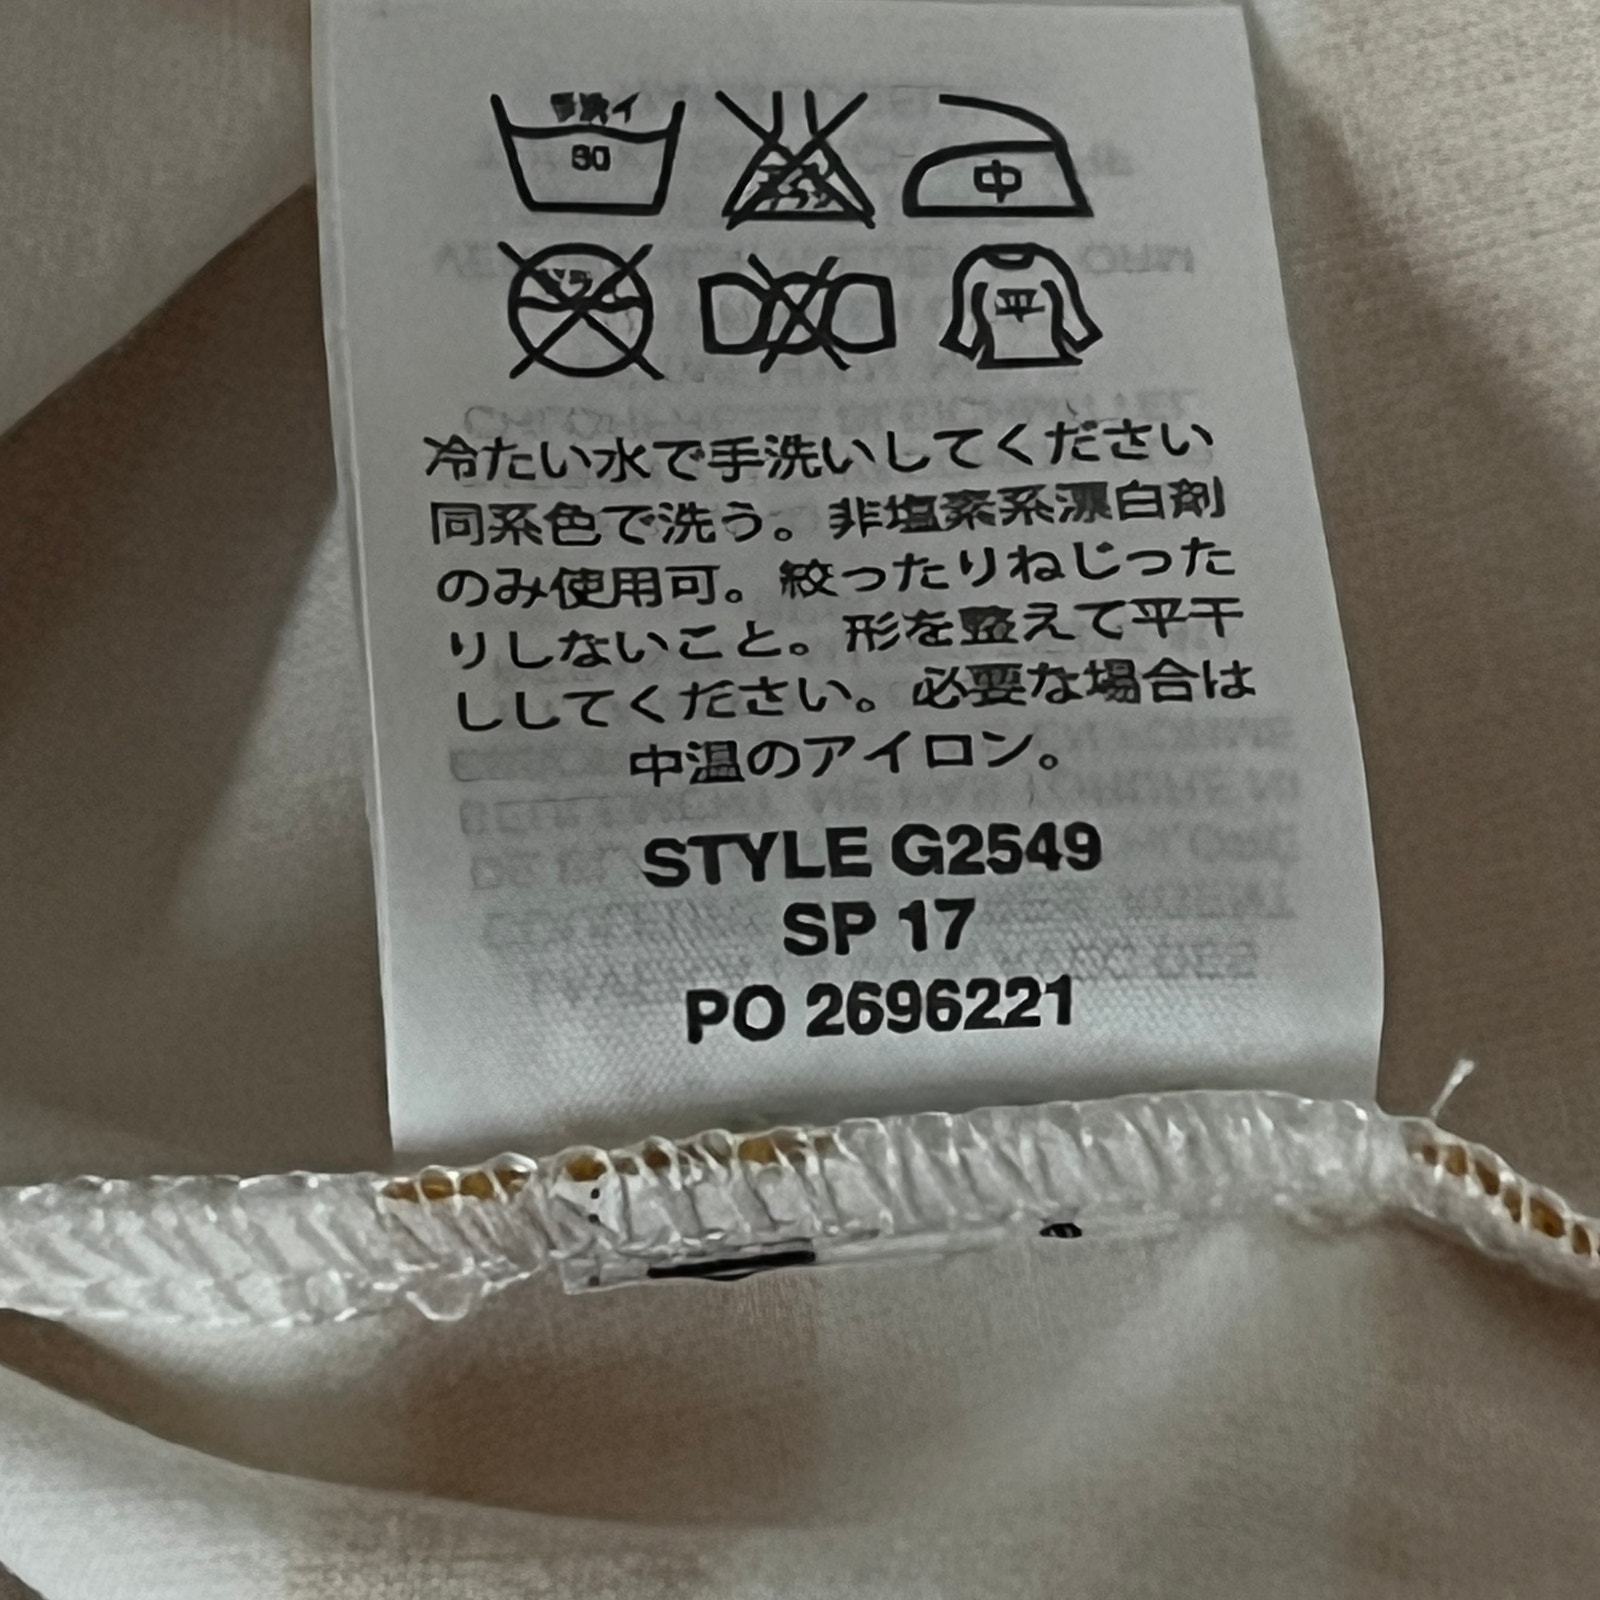 中
平
冷たい水で手洗いしてください
同系色で洗う。非塩素系漂白剤
のみ使用可。絞ったりねじった
りしないこと。形を整えて平干
ししてください。必要な場合は
中温のアイロン。
STYLE G2549
SP 17
PO 2696221